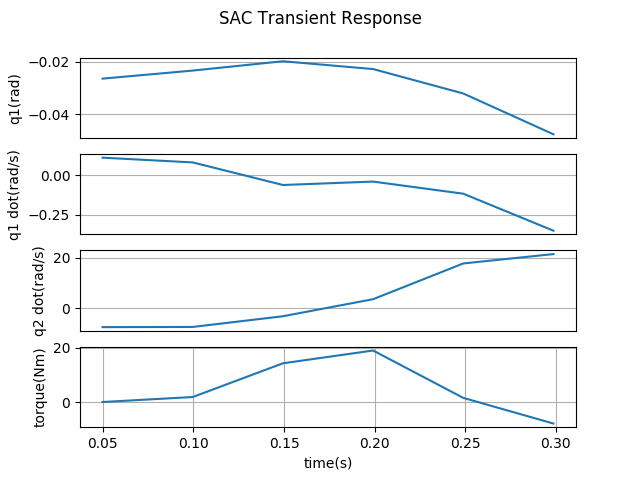 SAC Transient Response
q1(rad)
−0.02
−0.04
q1 dot(rad/s)
0.00
−0.25
q2 dot(rad/s)
20
0
torque(Nm)
20
0
0.05 0.10 0.15 0.20 0.25 0.30
time(s)